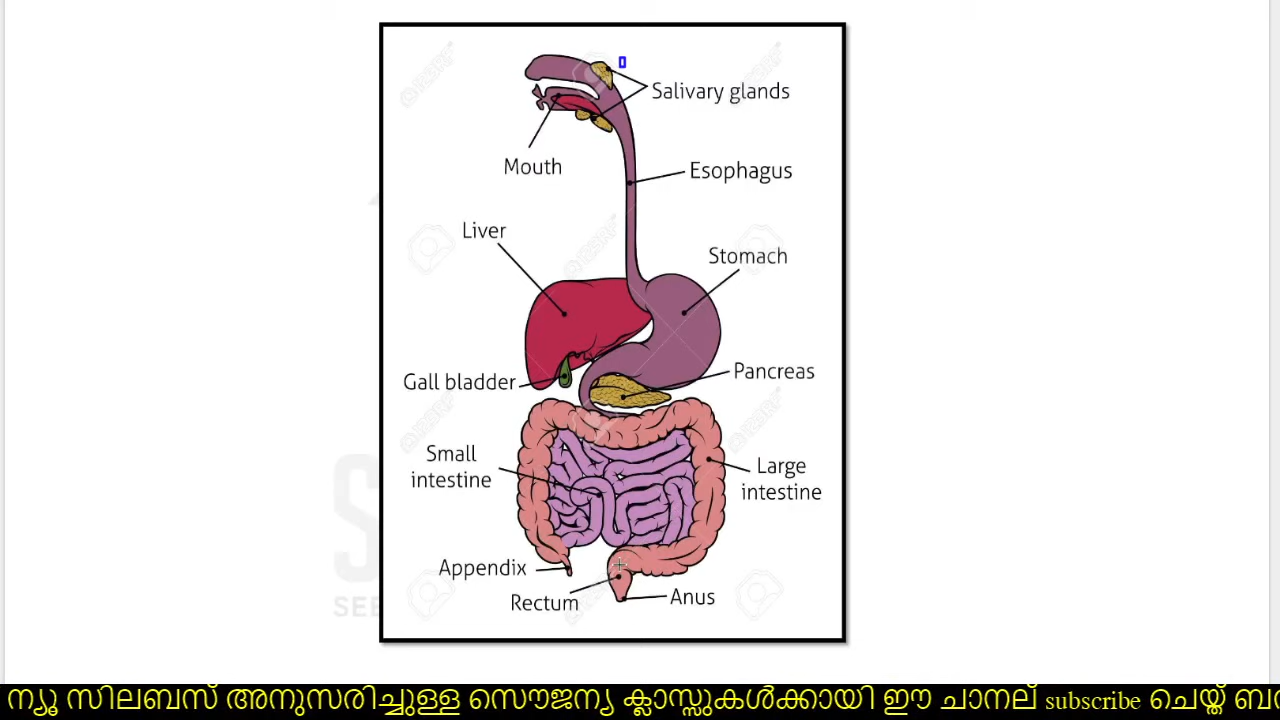 Salivary glands
Mouth
Esophagus
Liver
Stomach
Gall bladder
Pancreas
Small
intestine
Large
intestine
Appendix
Rectum
Anus
SEE
ന്യൂ സിലബസ് അനുസരിച്ചുള്ള സൌജന്യ ക്ലാസ്സുകൾക്കായി ഈ ചാനല് subscribe ചെയ്ത്